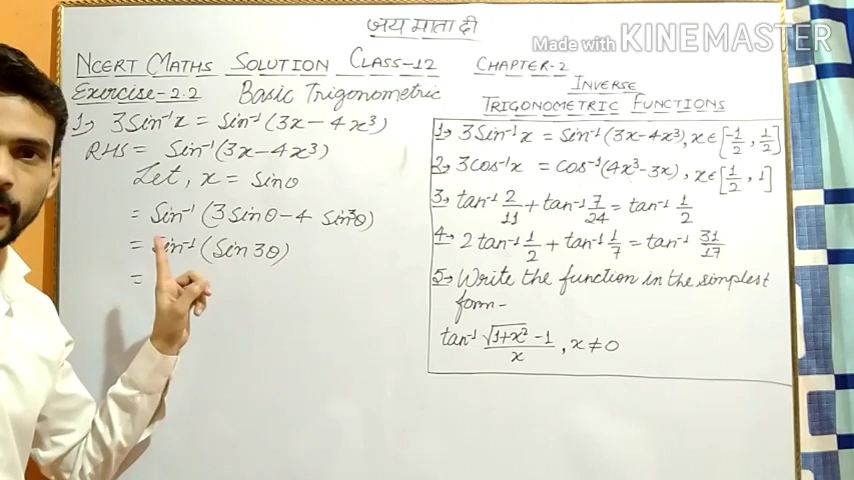 जय माता दी
Made with KINEMASTER
NCERT MATHS SOLUTION CLASS-12 CHAPTER-2
INVERSE
TRIGONOMETRIC FUNCTIONS
Exercise-2.2 Basic Trigonometric
1) 3Sin⁻¹x = Sin⁻¹(3x - 4x³)
RHS = Sin⁻¹(3x - 4x³)
Let, x = Sinθ
= Sin⁻¹(3Sinθ - 4 Sin³θ)
= Sin⁻¹(Sin 3θ)
=
1→ 3Sin⁻¹x = Sin⁻¹(3x-4x³), x ∈ [-1/2, 1/2]
2→ 3cos⁻¹x = cos⁻¹(4x³-3x), x ∈ [1/2, 1]
3→ tan⁻¹ 2/11 + tan⁻¹ 7/24 = tan⁻¹ 1/2
4→ 2tan⁻¹ 1/2 + tan⁻¹ 1/7 = tan⁻¹ 31/17
5→ Write the function in the simplest
form-
tan⁻¹ (√(1+x²) - 1)/x, x ≠ 0